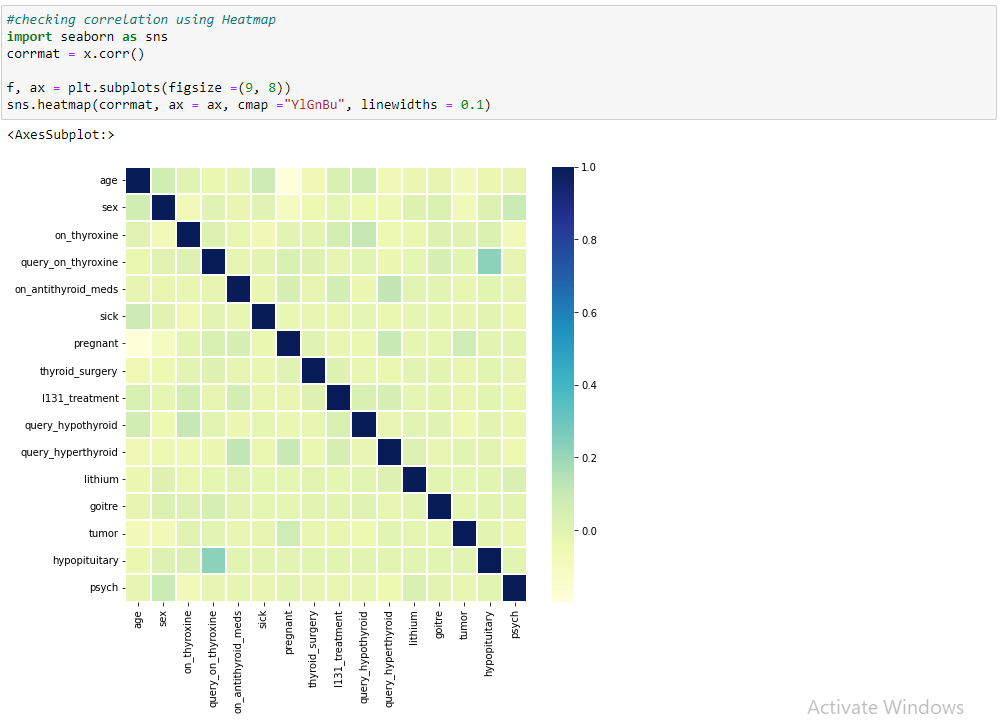 #checking correlation using Heatmap
import seaborn as sns
corrmat = x.corr()
f, ax = plt.subplots(figsize =(9, 8))
sns.heatmap(corrmat, ax = ax, cmap ="YlGnBu", linewidths = 0.1)
<AxesSubplot:>
age
sex
on_thyroxine
query_on_thyroxine
on_antithyroid_meds
sick
pregnant
thyroid_surgery
I131_treatment
query_hypothyroid
query_hyperthyroid
lithium
goitre
tumor
hypopituitary
psych
age
sex
on_thyroxine
query_on_thyroxine
on_antithyroid_meds
sick
pregnant
thyroid_surgery
I131_treatment
query_hypothyroid
query_hyperthyroid
lithium
goitre
tumor
hypopituitary
psych
1.0
0.8
0.6
0.4
0.2
0.0
Activate Windows